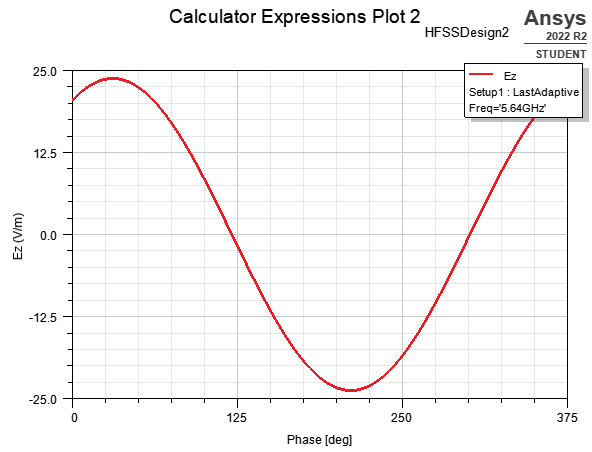 Calculator Expressions Plot 2
HFSSDesign2
Ansys
2022 R2
STUDENT
Ez
Setup1 : LastAdaptive
Freq='5.64GHz'
25.0
12.5
0.0
-12.5
-25.0
Ez (V/m)
0
125
250
375
Phase [deg]